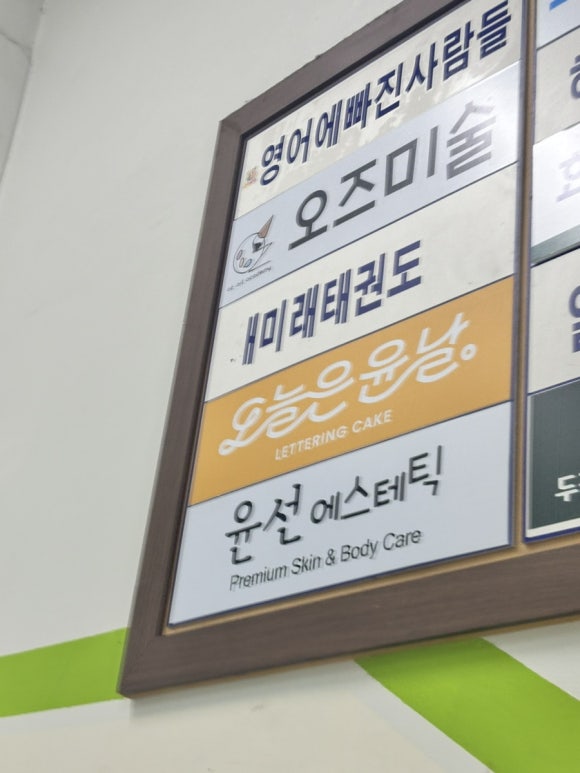 영어에빠진사람들
오즈미술
미래태권도
오늘은윤날。
LETTERING CAKE
윤선 에스테틱
Premium Skin & Body Care